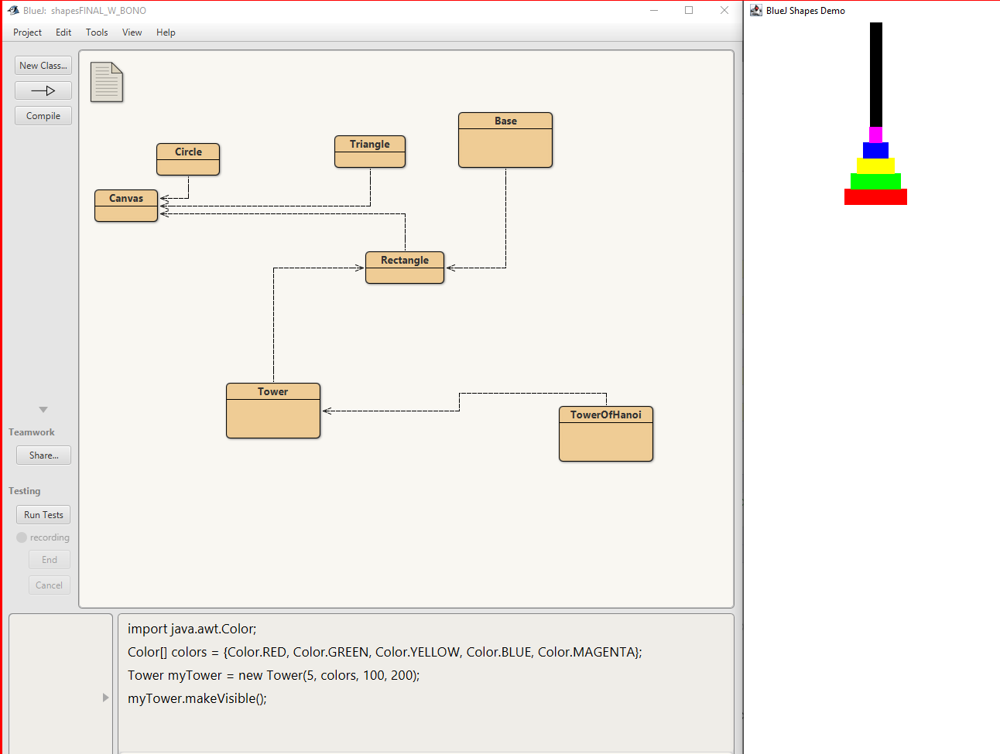 BlueJ: shapesFINAL_W_BONO
BlueJ Shapes Demo
Project Edit Tools View Help
New Class...
Compile
Base
Circle
Triangle
Canvas
Rectangle
Tower
TowerOfHanoi
Teamwork
Share...
Testing
Run Tests
recording
End
Cancel
import java.awt.Color;
Color[] colors = {Color.RED, Color.GREEN, Color.YELLOW, Color.BLUE, Color.MAGENTA};
Tower myTower = new Tower(5, colors, 100, 200);
myTower.makeVisible();